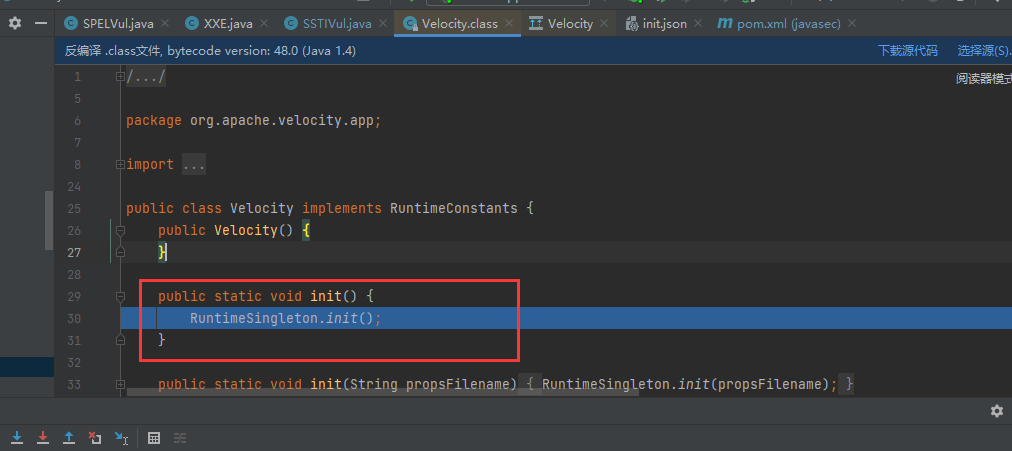 SPELVul.java XXE.java SSTIVul.java Velocity.class Velocity init.json pom.xml (javasec)
反编译 .class文件, bytecode version: 48.0 (Java 1.4) 下载源代码 选择源(S).
1 /.../ 阅读器模式
5
6 package org.apache.velocity.app;
7
8 import ...
24
25 public class Velocity implements RuntimeConstants {
26 public Velocity() {
27 }
28
29 public static void init() {
30 RuntimeSingleton.init();
31 }
32
33 public static void init(String propsFilename) { RuntimeSingleton.init(propsFilename); }